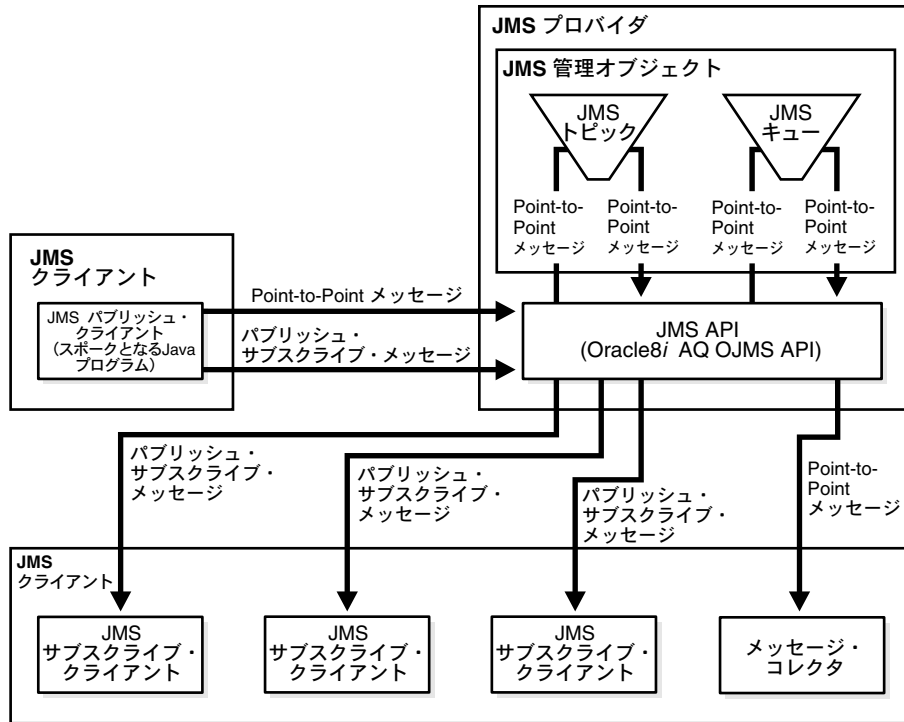 JMS プロバイダ
JMS 管理オブジェクト
JMS
トピック
JMS
キュー
Point-to-
Point
メッセージ
Point-to-
Point
メッセージ
Point-to-
Point
メッセージ
Point-to-
Point
メッセージ
JMS
クライアント
JMS パブリッシュ・
クライアント
(スポークとなるJava
プログラム)
Point-to-Point メッセージ
パブリッシュ・
サブスクライブ・メッセージ
JMS API
(Oracle8i AQ OJMS API)
パブリッシュ・
サブスクライブ・
メッセージ
パブリッシュ・
サブスクライブ・
メッセージ
パブリッシュ・
サブスクライブ・
メッセージ
Point-to-
Point
メッセージ
JMS
クライアント
JMS
サブスクライブ・
クライアント
JMS
サブスクライブ・
クライアント
JMS
サブスクライブ・
クライアント
メッセージ・
コレクタ